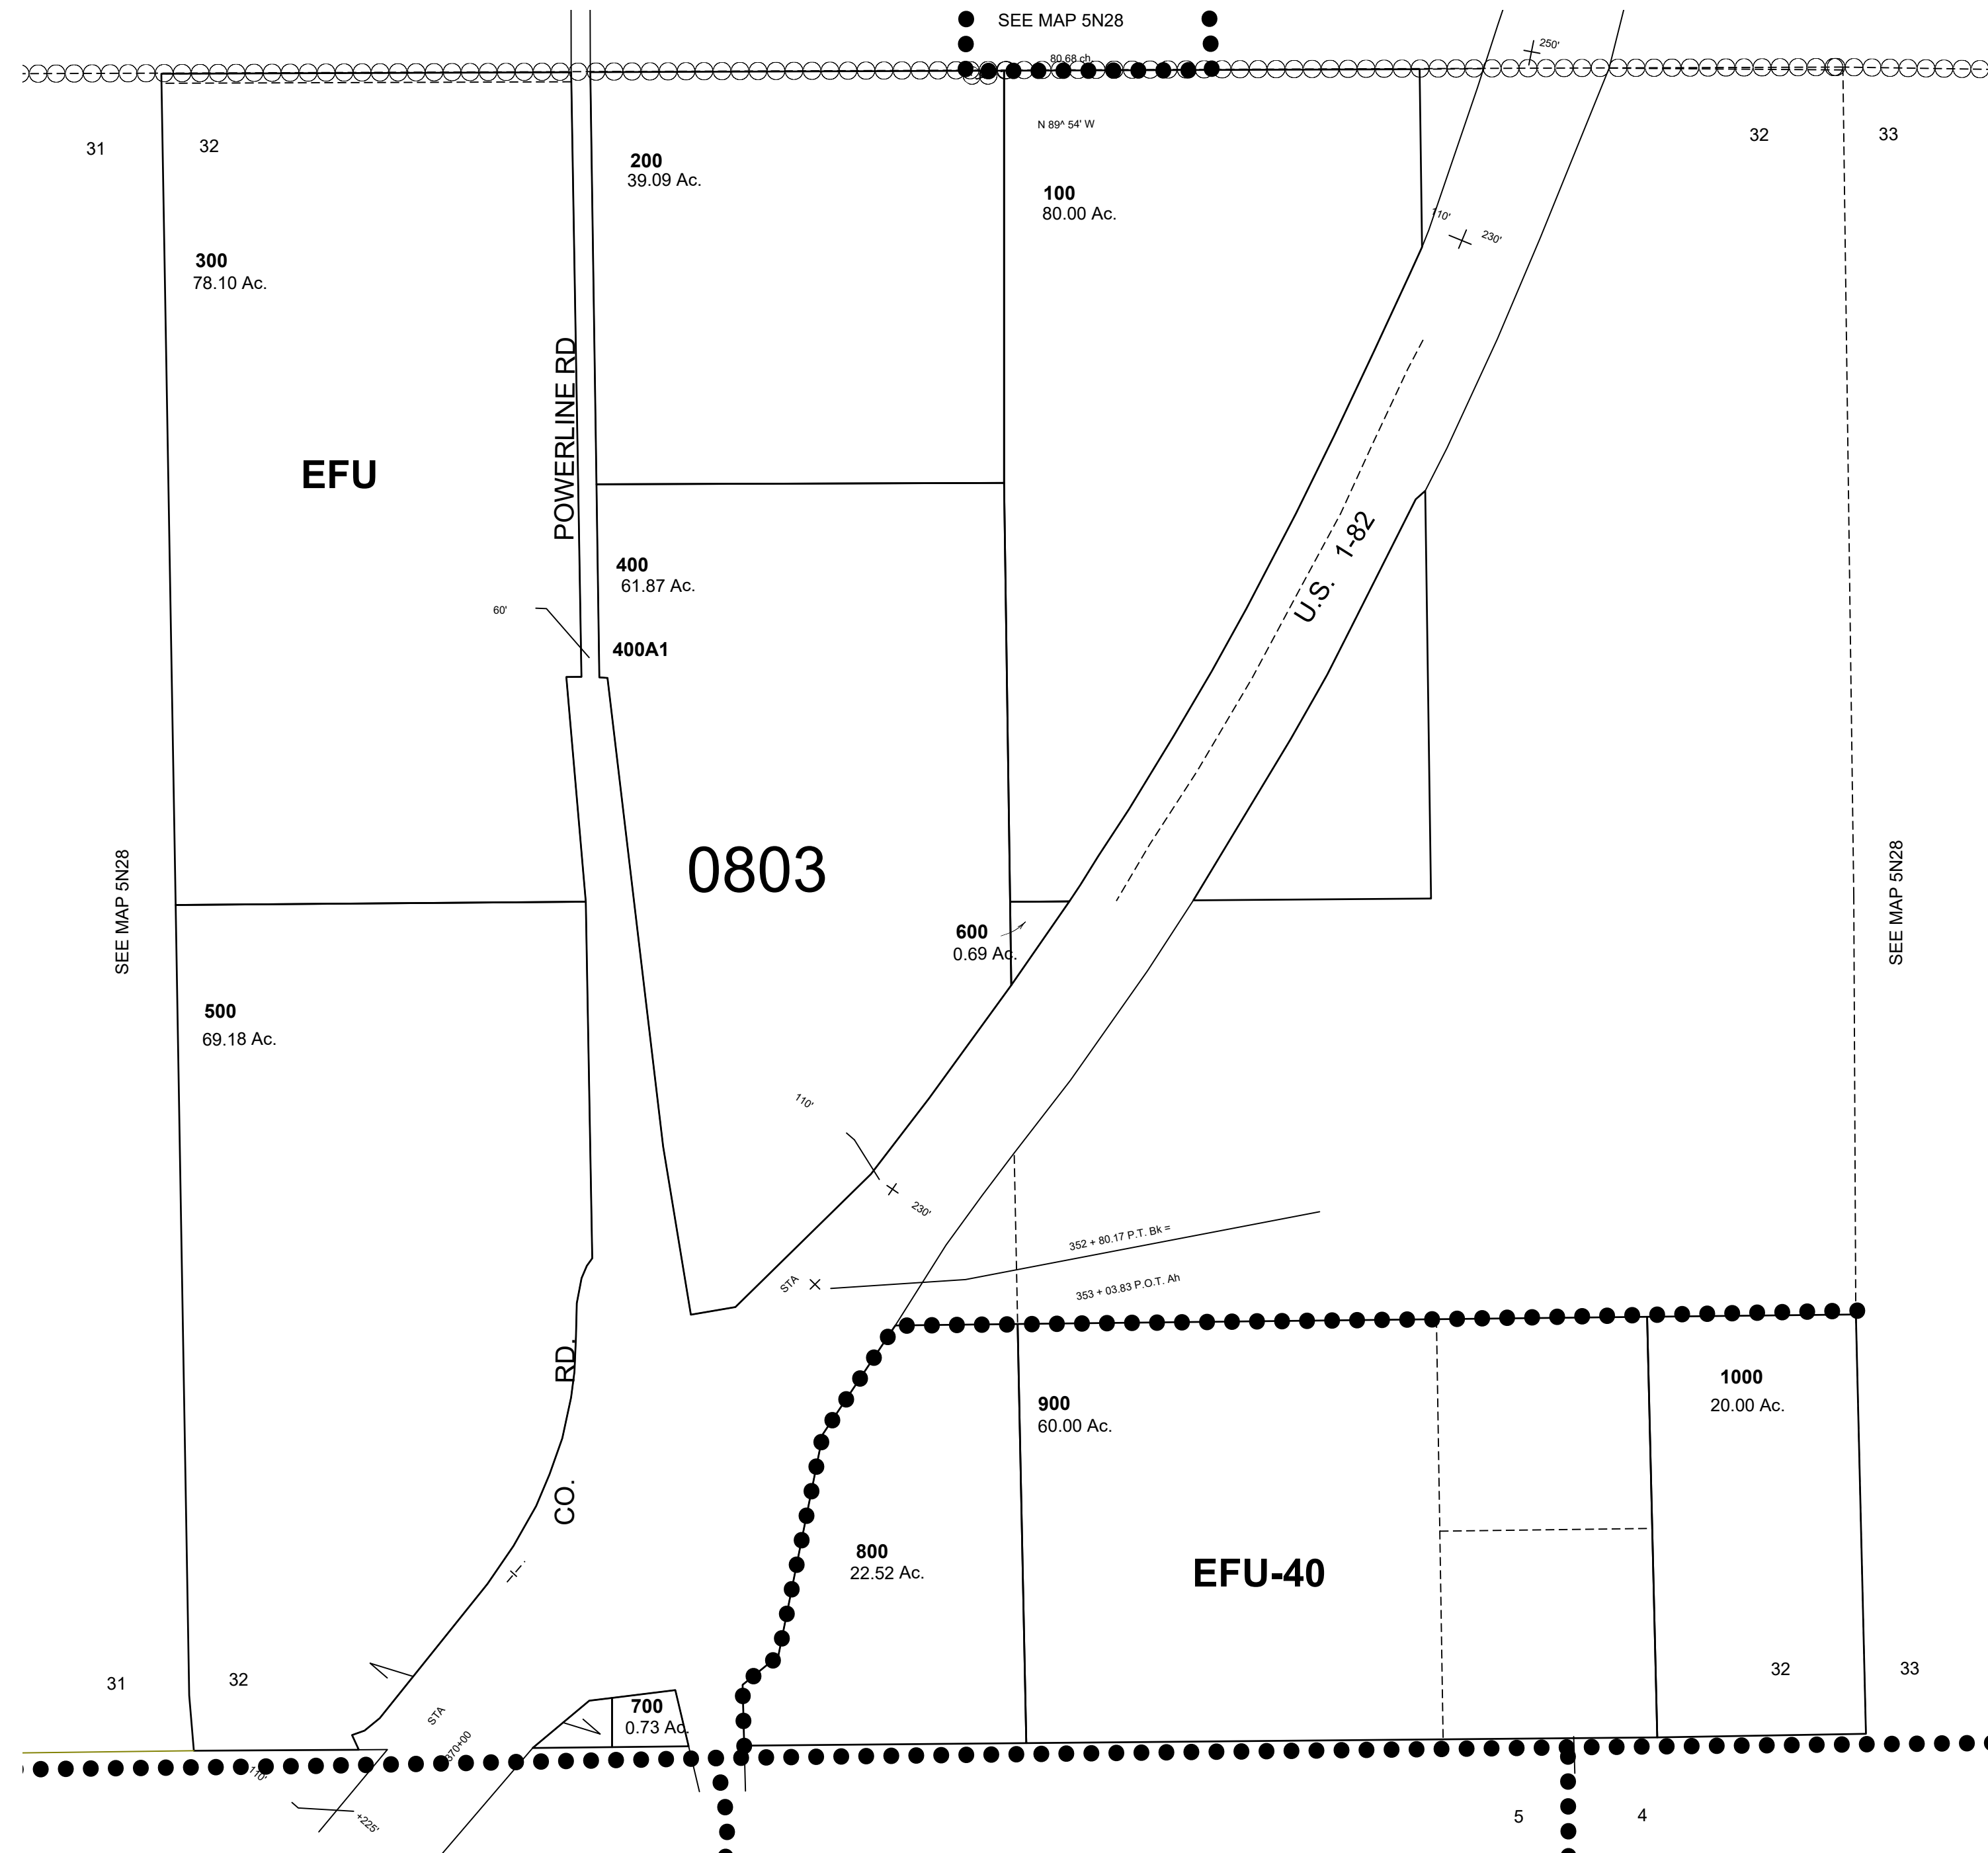 SEE MAP 5N28
250'
80.68 ch.
N 89^ 54' W
31
32
32
33
200
39.09 Ac.
100
80.00 Ac.
110'
230'
300
78.10 Ac.
POWERLINE RD
EFU
U.S. 1-82
400
61.87 Ac.
60'
400A1
0803
SEE MAP 5N28
SEE MAP 5N28
600
0.69 Ac.
500
69.18 Ac.
110'
230'
352 + 80.17 P.T. Bk =
STA
353 + 03.83 P.O.T. Ah
CO. RD.
1000
20.00 Ac.
900
60.00 Ac.
800
22.52 Ac.
EFU-40
31
32
32
33
700
0.73 Ac.
STA
370+00
110'
+225'
5
4